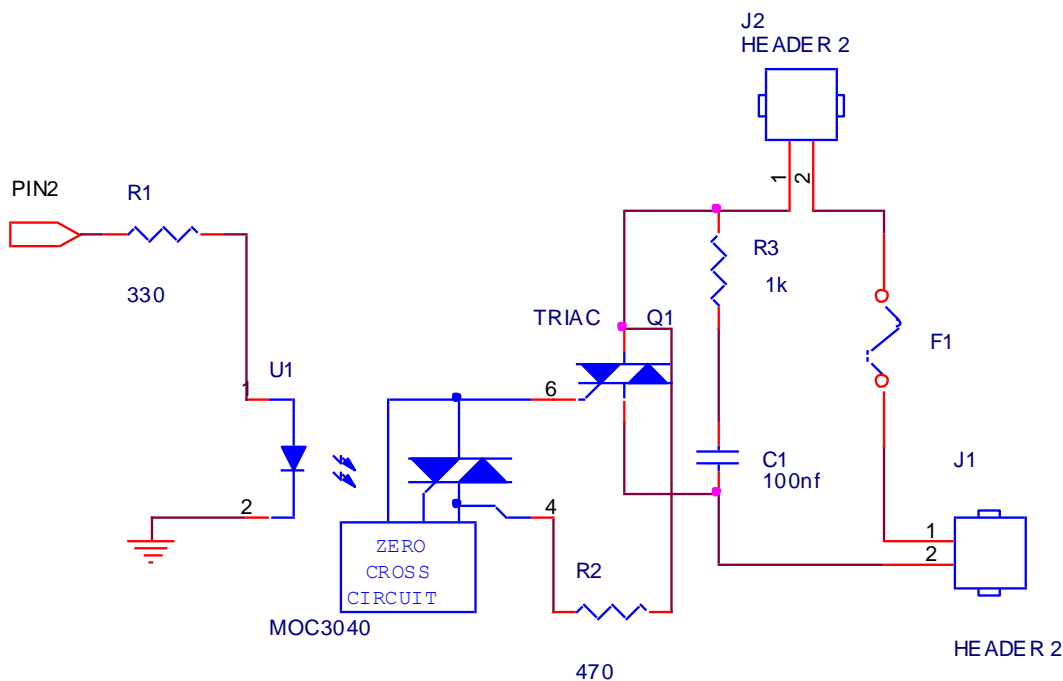 J2
HEADER 2
1
2
PIN2
R1
330
R3
1k
TRIAC
Q1
F1
U1
1
6
C1
100nf
J1
2
4
ZERO
CROSS
CIRCUIT
1
2
R2
MOC3040
470
HEADER 2